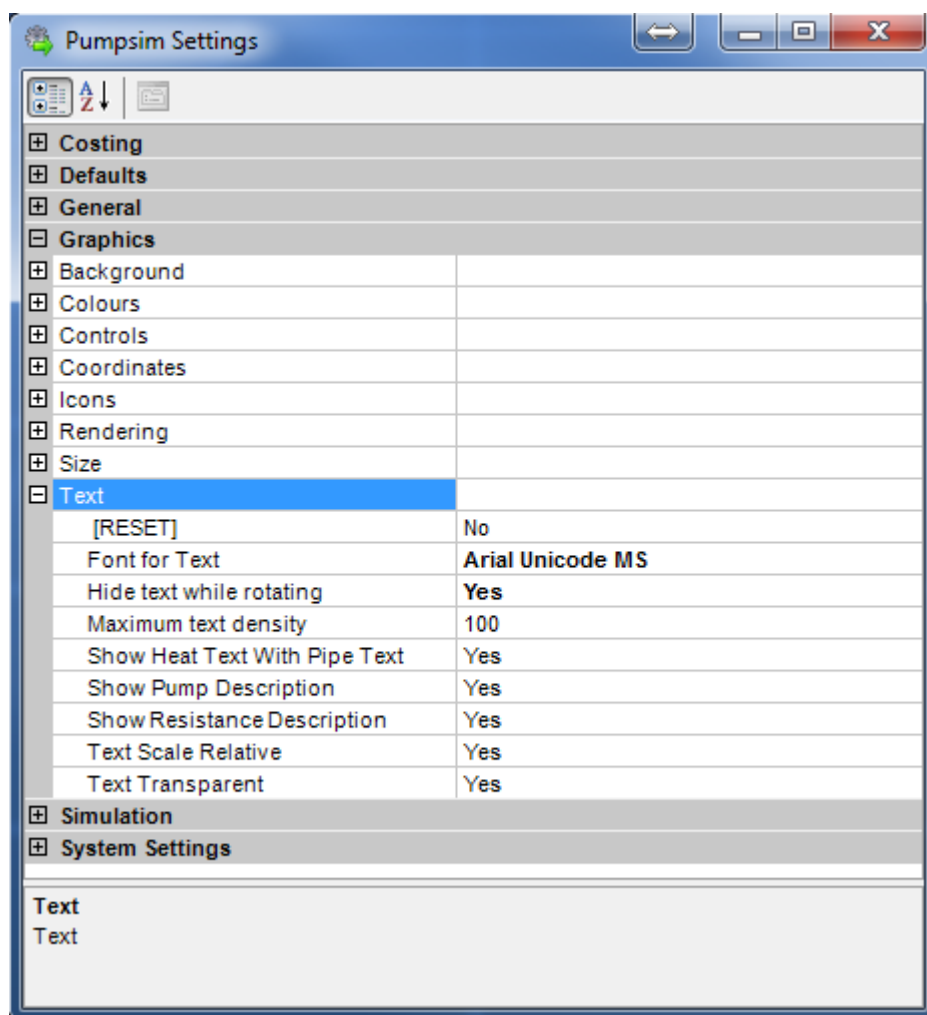 Pumpsim Settings
A
Z
Costing
Defaults
General
Graphics
Background
Colours
Controls
Coordinates
Icons
Rendering
Size
Text
[RESET] No
Font for Text Arial Unicode MS
Hide text while rotating Yes
Maximum text density 100
Show Heat Text With Pipe Text Yes
Show Pump Description Yes
Show Resistance Description Yes
Text Scale Relative Yes
Text Transparent Yes
Simulation
System Settings
Text
Text